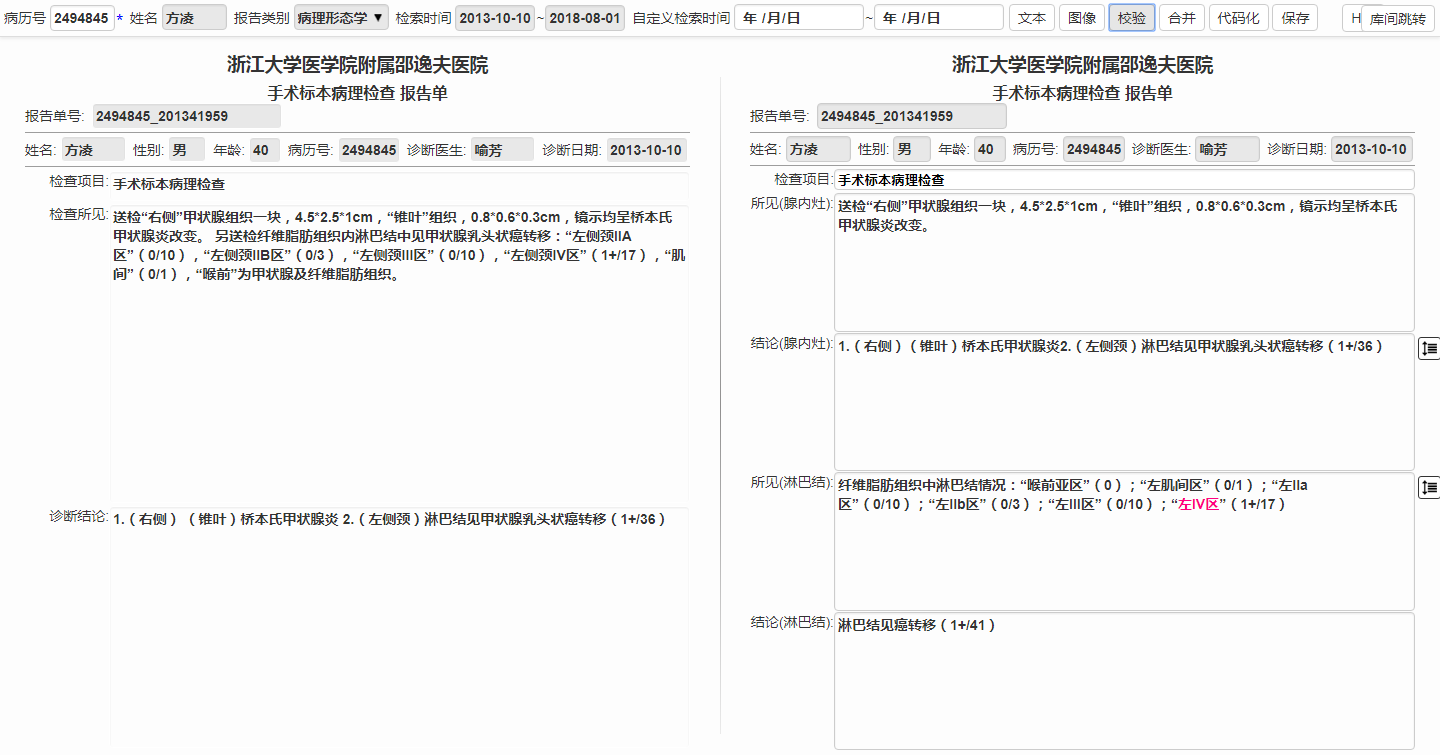 病历号 2494845 * 姓名 方凌 报告类别 病理形态学 ▼ 检索时间 2013-10-10 ~ 2018-08-01 自定义检索时间 年 /月/日 ~ 年 /月/日 文本 图像 校验 合并 代码化 保存 H 库间跳转
浙江大学医学院附属邵逸夫医院
手术标本病理检查 报告单
报告单号: 2494845_201341959
姓名: 方凌 性别: 男 年龄: 40 病历号: 2494845 诊断医生: 喻芳 诊断日期: 2013-10-10
检查项目: 手术标本病理检查
检查所见: 送检“右侧”甲状腺组织一块，4.5*2.5*1cm，“锥叶”组织，0.8*0.6*0.3cm，镜示均呈桥本氏
甲状腺炎改变。 另送检纤维脂肪组织内淋巴结中见甲状腺乳头状癌转移：“左侧颈IIA
区”（0/10），“左侧颈IIB区”（0/3），“左侧颈III区”（0/10），“左侧颈IV区”（1+/17），“肌
间”（0/1），“喉前”为甲状腺及纤维脂肪组织。
诊断结论: 1.（右侧） （锥叶）桥本氏甲状腺炎 2.（左侧颈）淋巴结见甲状腺乳头状癌转移（1+/36）
浙江大学医学院附属邵逸夫医院
手术标本病理检查 报告单
报告单号: 2494845_201341959
姓名: 方凌 性别: 男 年龄: 40 病历号: 2494845 诊断医生: 喻芳 诊断日期: 2013-10-10
检查项目: 手术标本病理检查
所见(腺内灶): 送检“右侧”甲状腺组织一块，4.5*2.5*1cm，“锥叶”组织，0.8*0.6*0.3cm，镜示均呈桥本氏
甲状腺炎改变。
结论(腺内灶): 1.（右侧）（锥叶）桥本氏甲状腺炎2.（左侧颈）淋巴结见甲状腺乳头状癌转移（1+/36）
所见(淋巴结): 纤维脂肪组织中淋巴结情况：“喉前亚区”（0）；“左肌间区”（0/1）；“左IIa
区”（0/10）；“左IIb区”（0/3）；“左III区”（0/10）；“左IV区”（1+/17）
结论(淋巴结): 淋巴结见癌转移（1+/41）